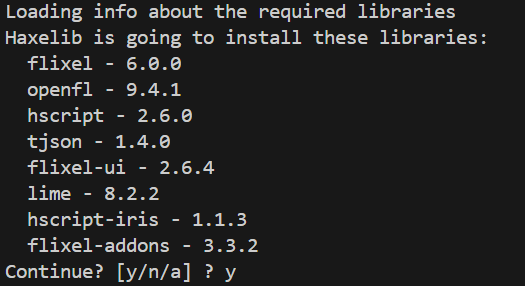 Loading info about the required libraries
Haxelib is going to install these libraries:
  flixel - 6.0.0
  openfl - 9.4.1
  hscript - 2.6.0
  tjson - 1.4.0
  flixel-ui - 2.6.4
  lime - 8.2.2
  hscript-iris - 1.1.3
  flixel-addons - 3.3.2
Continue? [y/n/a] ? y